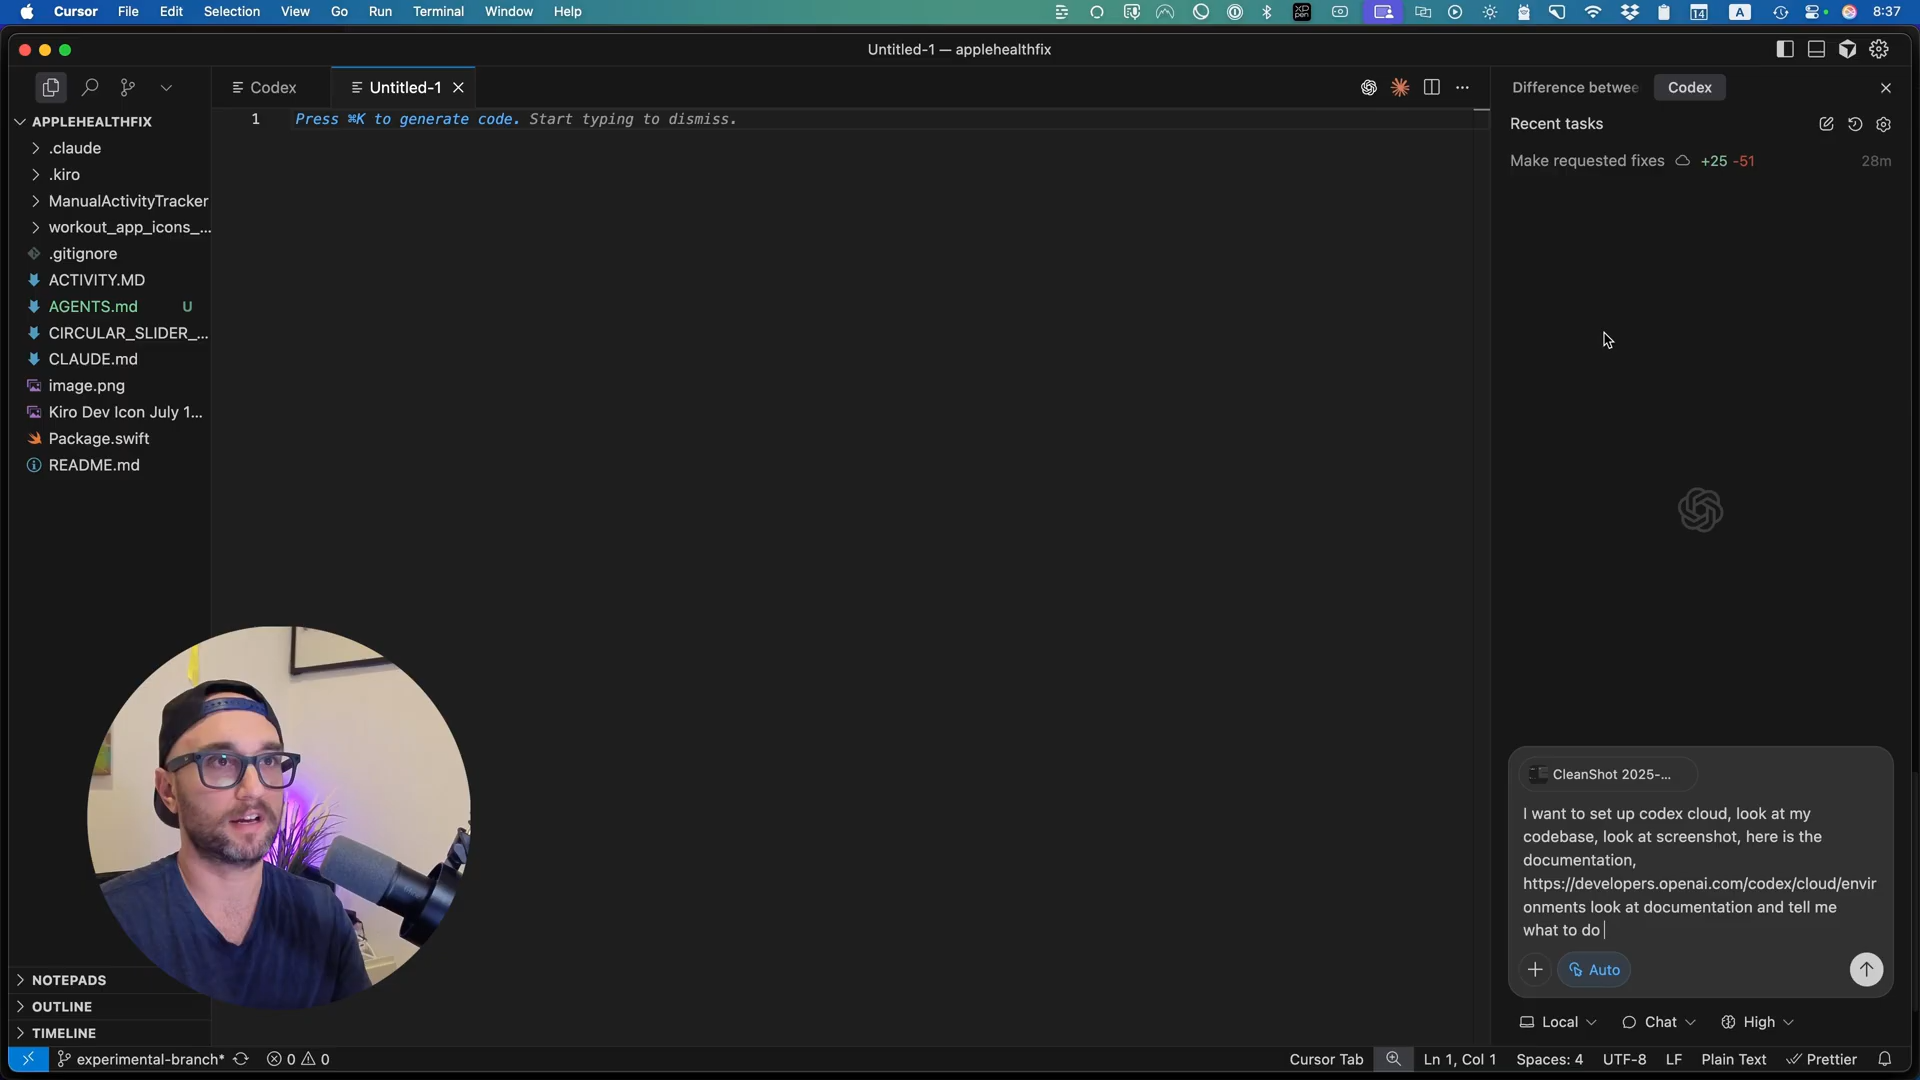 Cursor File Edit Selection View Go Run Terminal Window Help
14 A 8:37
Untitled-1 — applehealthfix
Codex Untitled-1
Differencе betwee Codex
APPLEHEALTHFIX
.claude
.kiro
ManualActivityTracker
workout_app_icons_...
.gitignore
ACTIVITY.MD
AGENTS.md U
CIRCULAR_SLIDER_...
CLAUDE.md
image.png
Kiro Dev Icon July 1...
Package.swift
README.md
NOTEPADS
OUTLINE
TIMELINE
1 Press ⌘K to generate code. Start typing to dismiss.
Recent tasks
Make requested fixes +25 -51 28m
CleanShot 2025-...
I want to set up codex cloud, look at my
codebase, look at screenshot, here is the
documentation,
https://developers.openai.com/codex/cloud/envir
onments look at documentation and tell me
what to do
Auto
Local Chat High
experimental-branch* 0 0 Cursor Tab Ln 1, Col 1 Spaces: 4 UTF-8 LF Plain Text Prettier